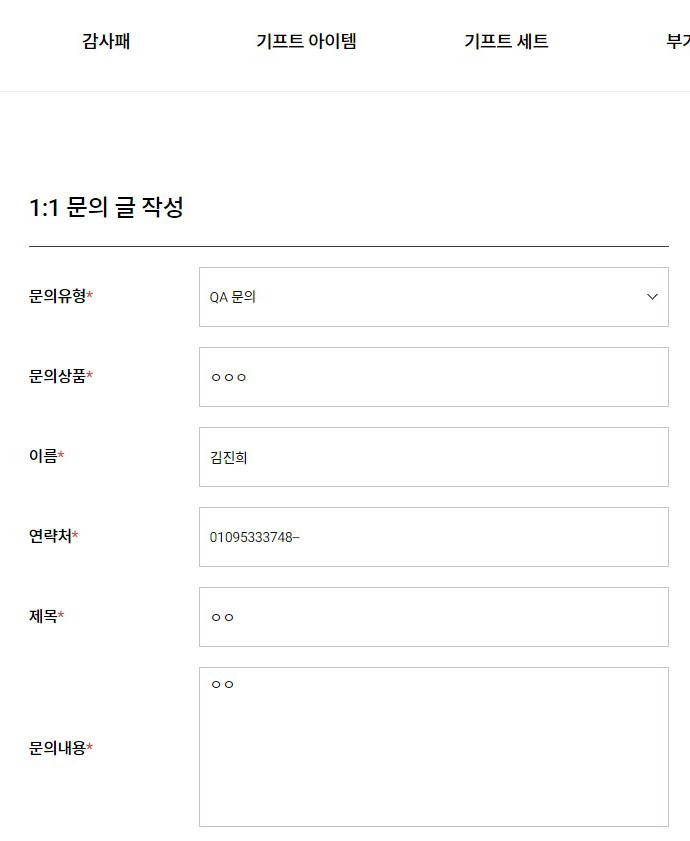 감사패 기프트 아이템 기프트 세트
1:1 문의 글 작성
문의유형* QA 문의
문의상품* ㅇㅇㅇ
이름* 김진희
연락처* 01095333748--
제목* ㅇㅇ
문의내용* ㅇㅇ